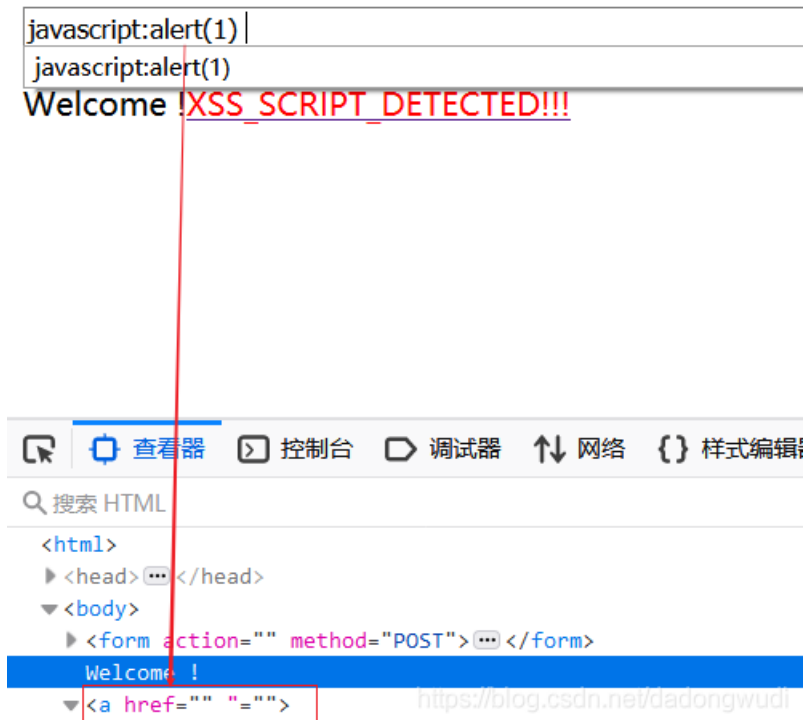 javascript:alert(1)
javascript:alert(1)
Welcome !XSS_SCRIPT_DETECTED!!!
查看器 控制台 调试器 网络 {} 样式编辑器
搜索 HTML
<html>
<head>···</head>
<body>
<form action="" method="POST">···</form>
Welcome !
<a href="" "="">
https://blog.csdn.net/dadongwudi